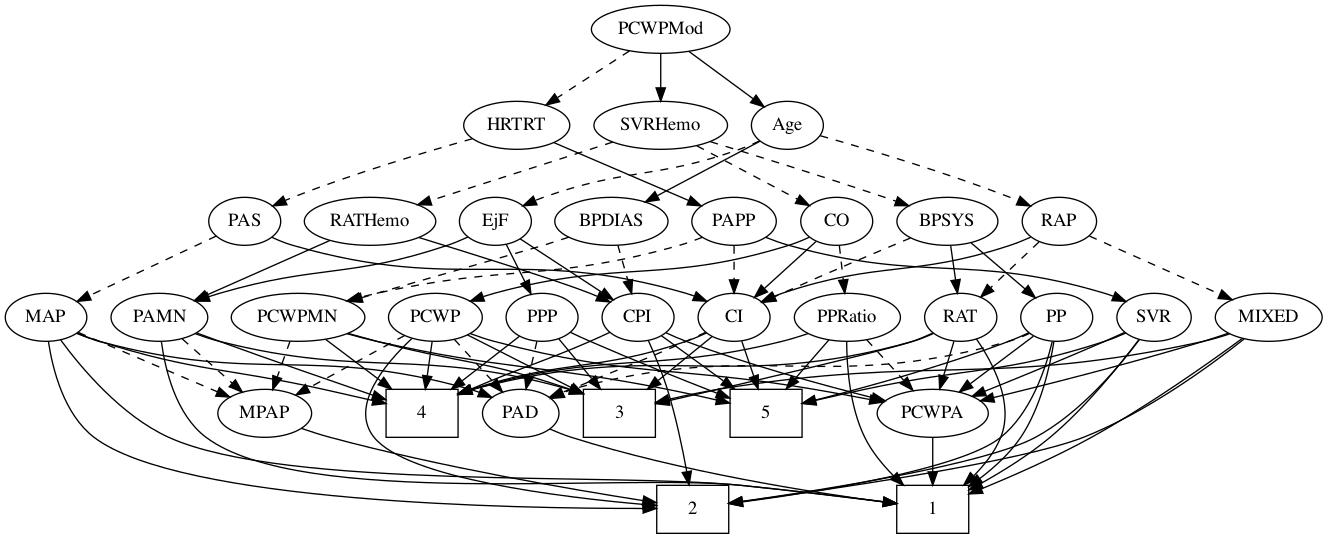 PCWPMod
HRTRT SVRHemo Age
PAS RATHemo EjF BPDIAS PAPP CO BPSYS RAP
MAP PAMN PCWPMN PCWP PPP CPI CI PPRatio RAT PP SVR MIXED
MPAP 4 PAD 3 5 PCWPA
2 1